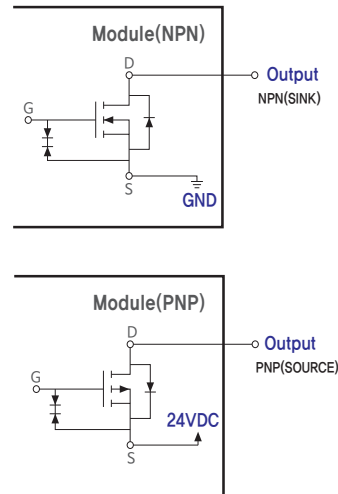 Module(NPN)
D
Output
NPN(SINK)
G
S
GND
Module(PNP)
D
Output
PNP(SOURCE)
G
24VDC
S